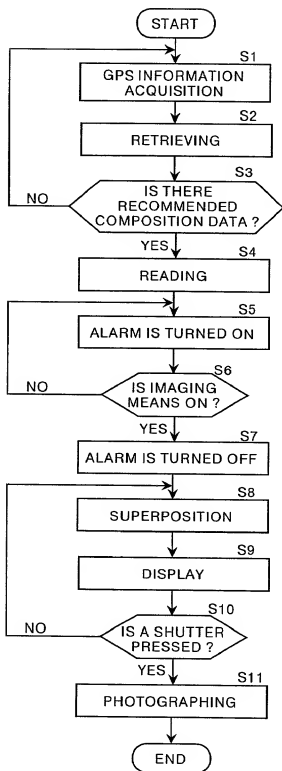 START
S1
GPS INFORMATION
ACQUISITION
S2
RETRIEVING
S3
IS THERE
RECOMMENDED
COMPOSITION DATA ?
NO
YES
S4
READING
S5
ALARM IS TURNED ON
S6
IS IMAGING
MEANS ON ?
NO
YES
S7
ALARM IS TURNED OFF
S8
SUPERPOSITION
S9
DISPLAY
S10
IS A SHUTTER
PRESSED ?
NO
YES
S11
PHOTOGRAPHING
END